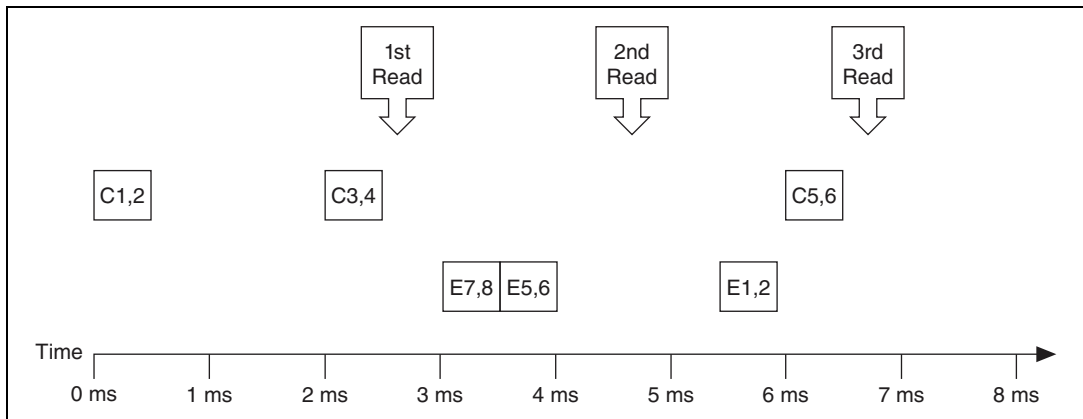 1st
Read
2nd
Read
3rd
Read
C1,2
C3,4
C5,6
E7,8
E5,6
E1,2
Time
0 ms
1 ms
2 ms
3 ms
4 ms
5 ms
6 ms
7 ms
8 ms